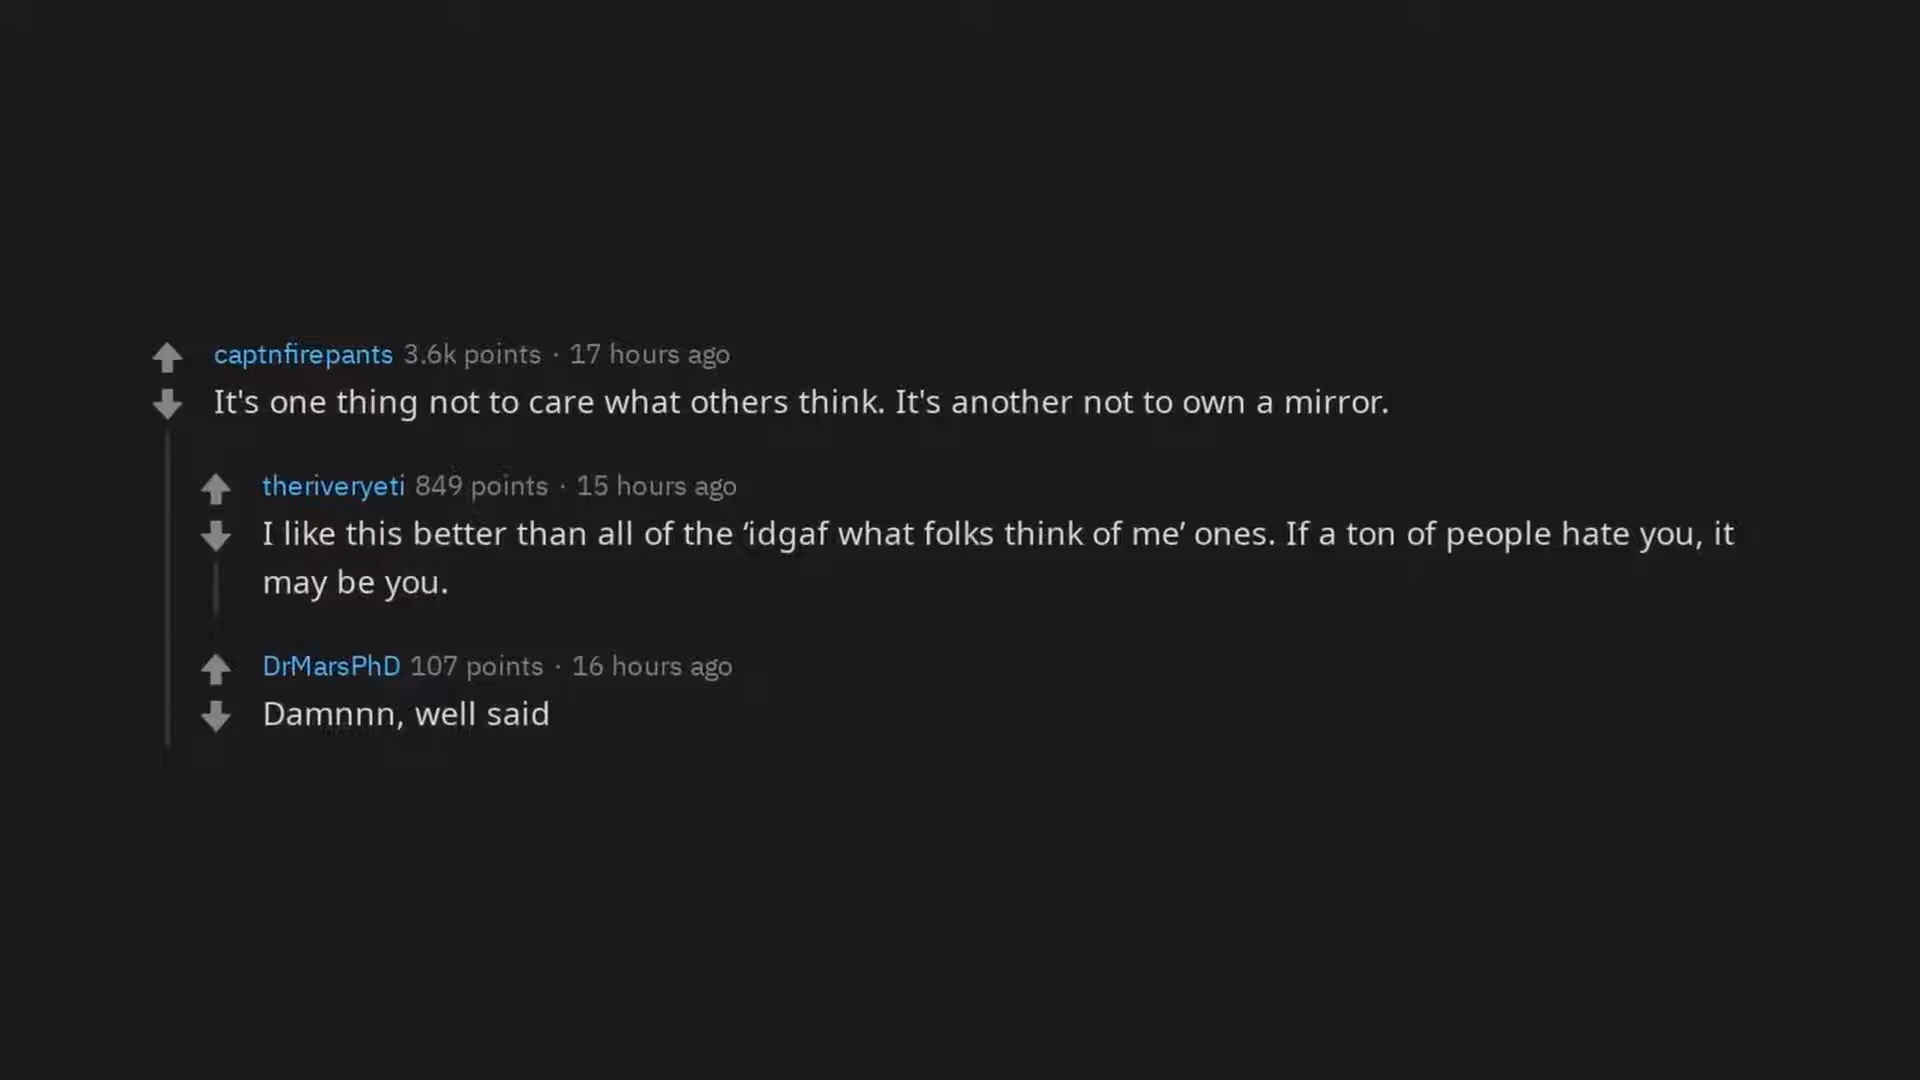 captnfirepants 3.6k points · 17 hours ago
It's one thing not to care what others think. It's another not to own a mirror.
theriveryeti 849 points · 15 hours ago
I like this better than all of the ‘idgaf what folks think of me’ ones. If a ton of people hate you, it
may be you.
DrMarsPhD 107 points · 16 hours ago
Damnnn, well said